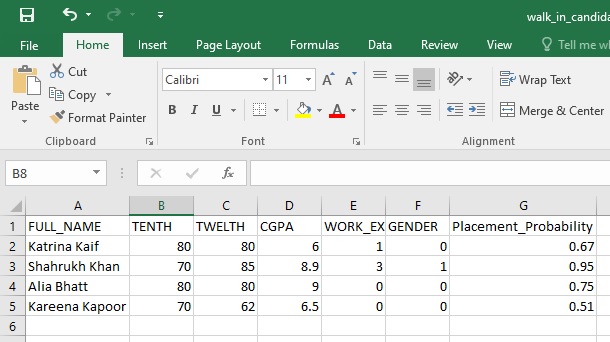 walk_in_candida
File Home Insert Page Layout Formulas Data Review View Tell me w
Cut Calibri 11 A A Wrap Text
Paste Copy B I U A Merge & Center
Format Painter
Clipboard Font Alignment
B8 fx
A B C D E F G
1 FULL_NAME TENTH TWELTH CGPA WORK_EX GENDER Placement_Probability
2 Katrina Kaif 80 80 6 1 0 0.67
3 Shahrukh Khan 70 85 8.9 3 1 0.95
4 Alia Bhatt 80 80 9 0 0 0.75
5 Kareena Kapoor 70 62 6.5 0 0 0.51
6